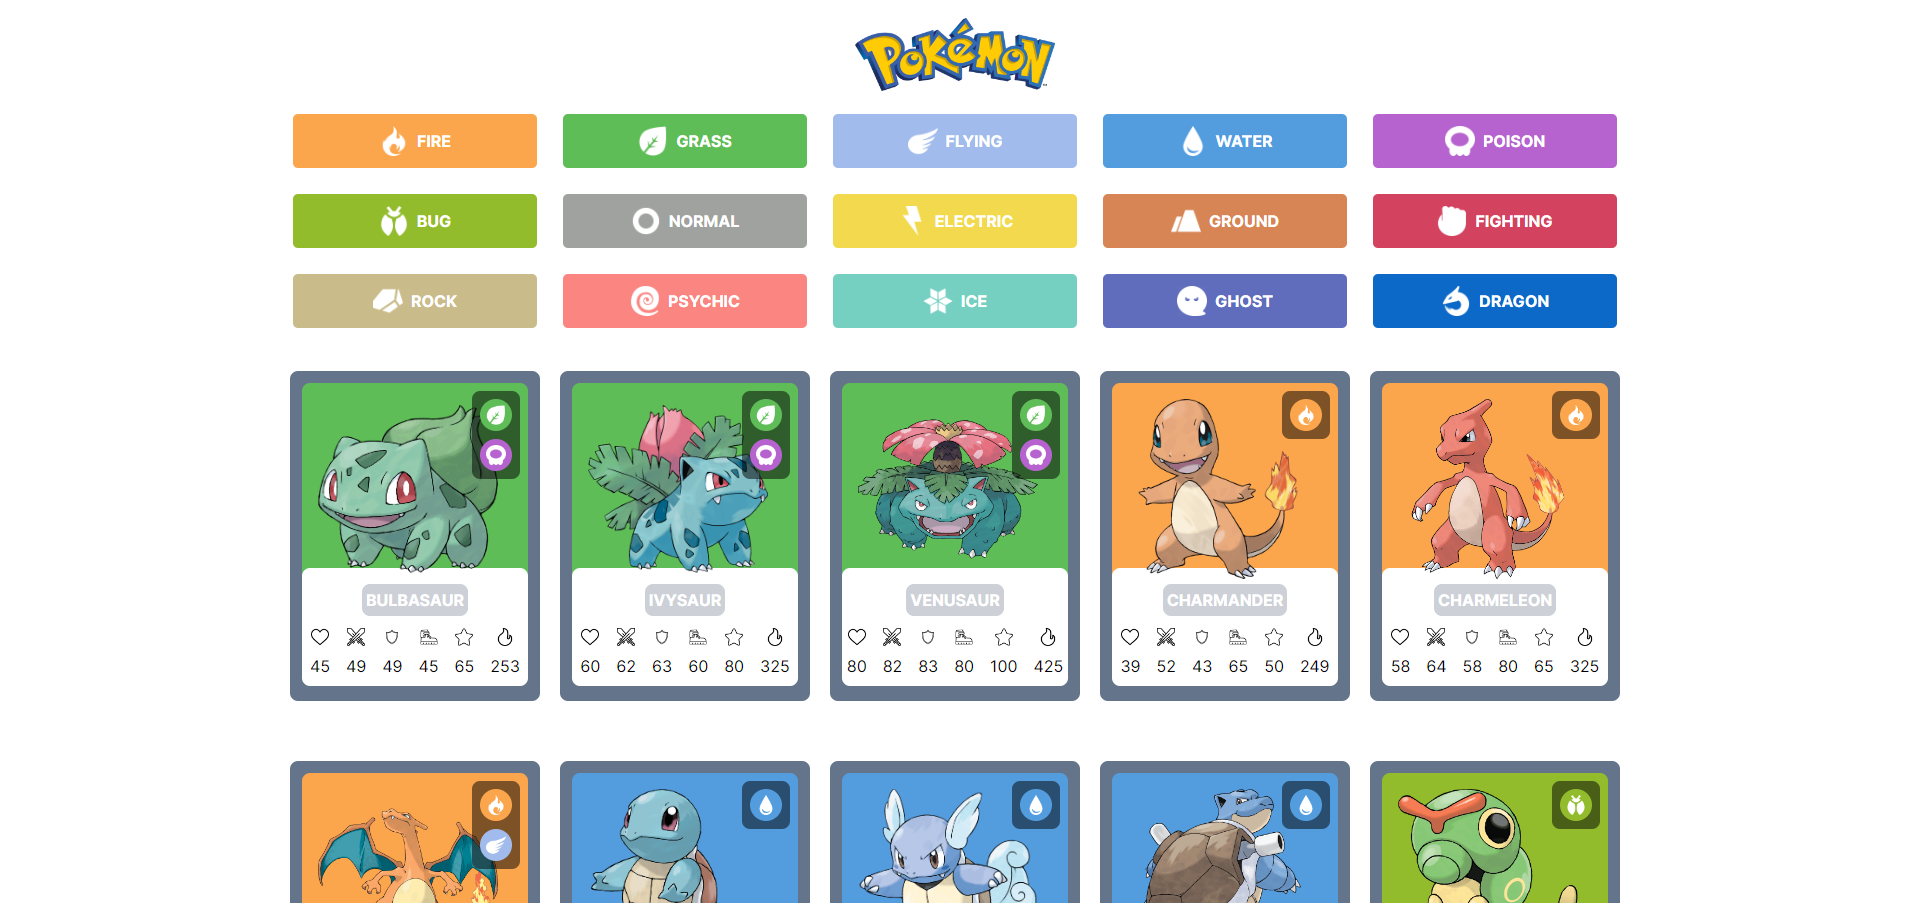 POKéMON
FIRE GRASS FLYING WATER POISON
BUG NORMAL ELECTRIC GROUND FIGHTING
ROCK PSYCHIC ICE GHOST DRAGON
BULBASAUR IVYSAUR VENUSAUR CHARMANDER CHARMELEON
45 49 49 45 65 253 60 62 63 60 80 325 80 82 83 80 100 425 39 52 43 65 50 249 58 64 58 80 65 325